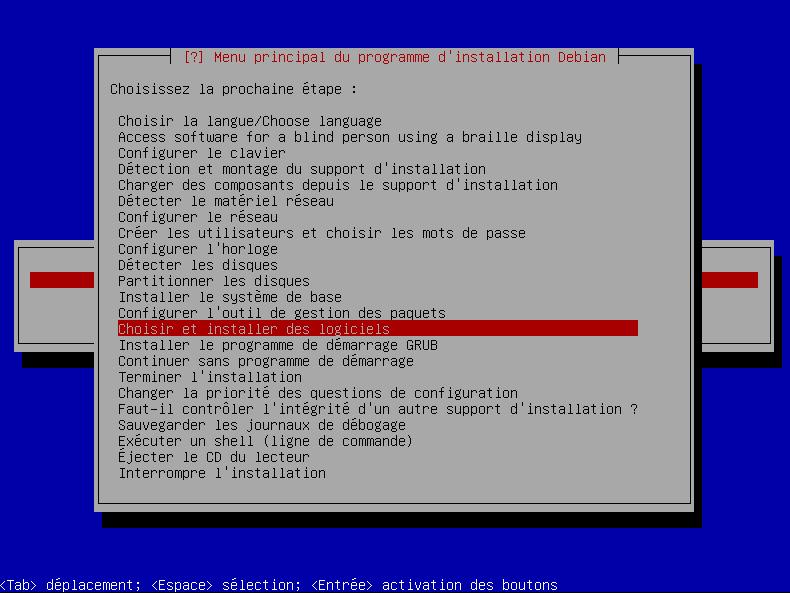 [?] Menu principal du programme d'installation Debian
Choisissez la prochaine étape :
Choisir la langue/Choose language
Access software for a blind person using a braille display
Configurer le clavier
Détection et montage du support d'installation
Charger des composants depuis le support d'installation
Détecter le matériel réseau
Configurer le réseau
Créer les utilisateurs et choisir les mots de passe
Configurer l'horloge
Détecter les disques
Partitionner les disques
Installer le système de base
Configurer l'outil de gestion des paquets
Choisir et installer des logiciels
Installer le programme de démarrage GRUB
Continuer sans programme de démarrage
Terminer l'installation
Changer la priorité des questions de configuration
Faut-il contrôler l'intégrité d'un autre support d'installation ?
Sauvegarder les journaux de débogage
Exécuter un shell (ligne de commande)
Éjecter le CD du lecteur
Interrompre l'installation
<Tab> déplacement; <Espace> sélection; <Entrée> activation des boutons